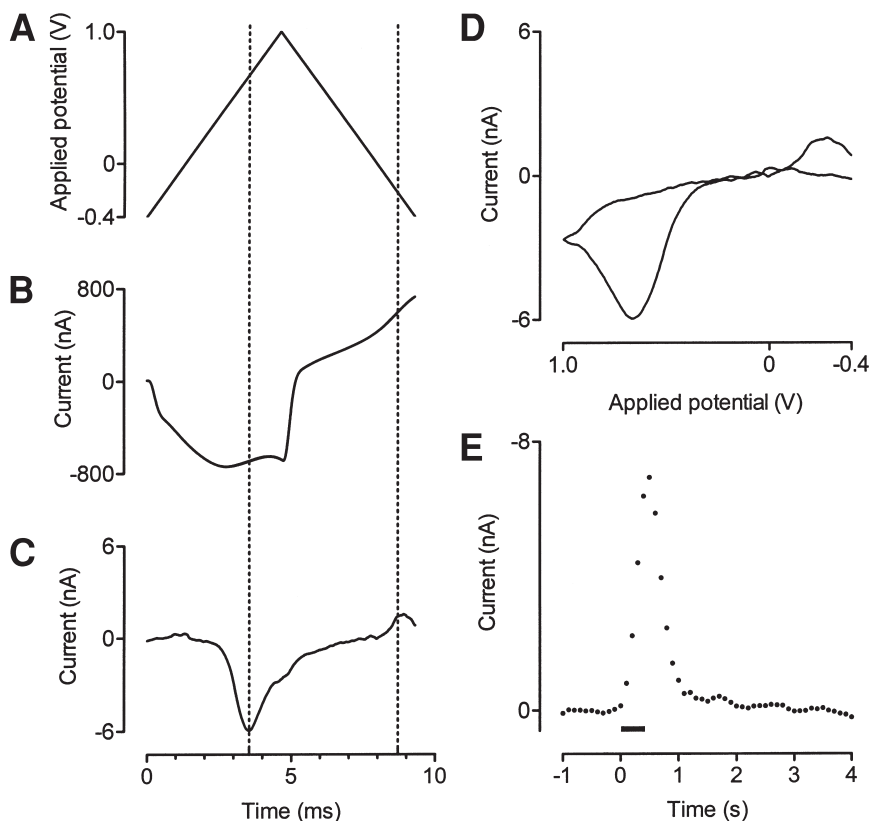 A
Applied potential (V)
1.0
0
-0.4
B
Current (nA)
800
0
-800
C
Current (nA)
6
0
-6
0 5 10
Time (ms)
D
Current (nA)
6
0
-6
1.0 0 -0.4
Applied potential (V)
E
Current (nA)
-8
0
-1 0 1 2 3 4
Time (s)